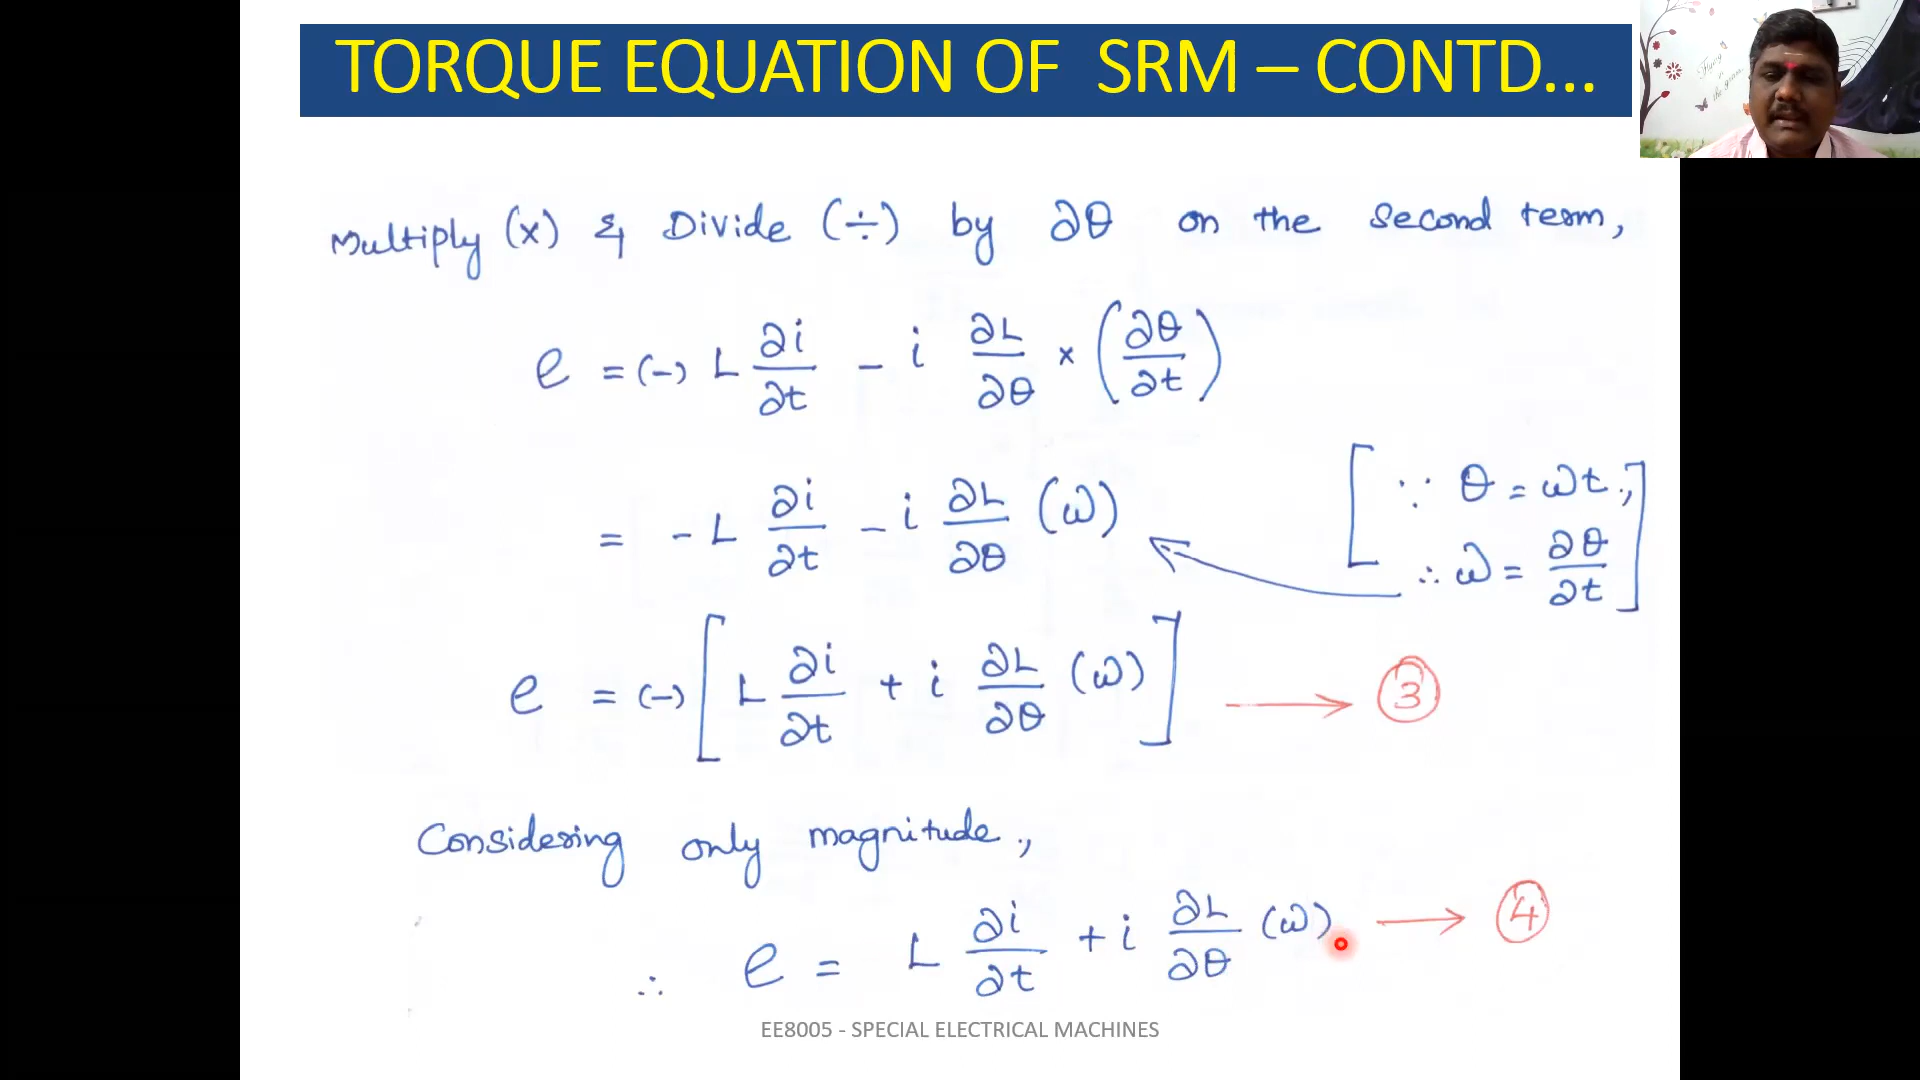 TORQUE EQUATION OF SRM – CONTD...
Multiply (x) & Divide (÷) by ∂θ on the second term,
e = (-) L ∂i/∂t - i ∂L/∂θ × (∂θ/∂t)
= - L ∂i/∂t - i ∂L/∂θ (ω) [∵ θ = ωt ;
∴ ω = ∂θ/∂t]
e = (-) [L ∂i/∂t + i ∂L/∂θ (ω)] → 3
Considering only magnitude,
∴ e = L ∂i/∂t + i ∂L/∂θ (ω) → 4
EE8005 - SPECIAL ELECTRICAL MACHINES